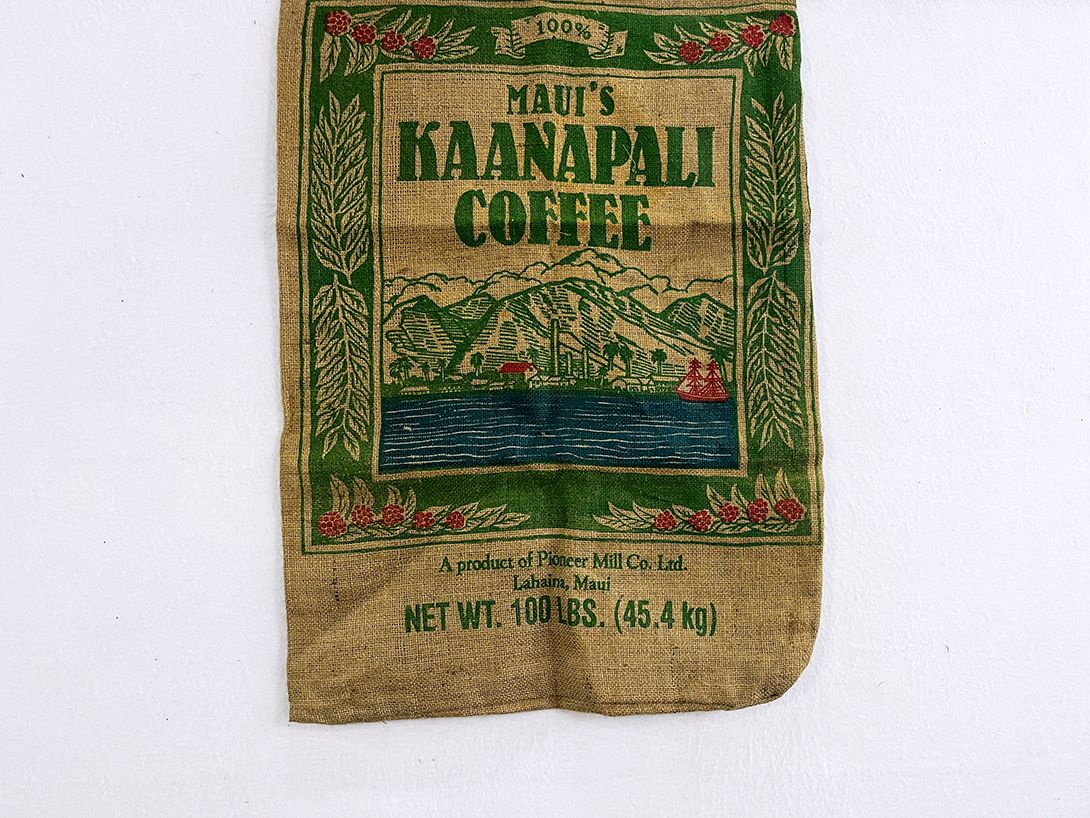 100%
MAUI'S
KAANAPALI
COFFEE
A product of Pioneer Mill Co. Ltd.
Lahaina, Maui
NET WT. 100 LBS. (45.4 kg)